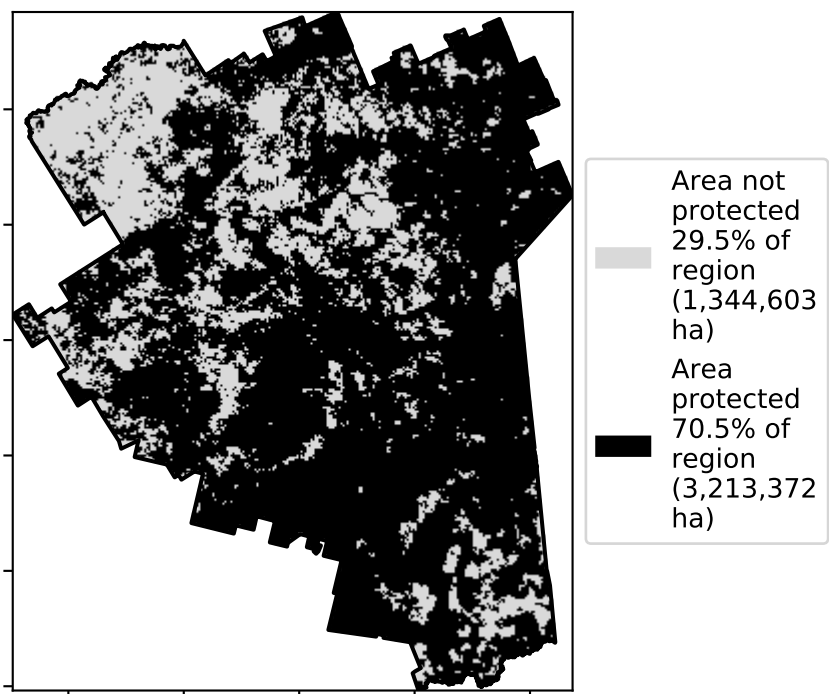 Area not
protected
29.5% of
region
(1,344,603
ha)
Area
protected
70.5% of
region
(3,213,372
ha)